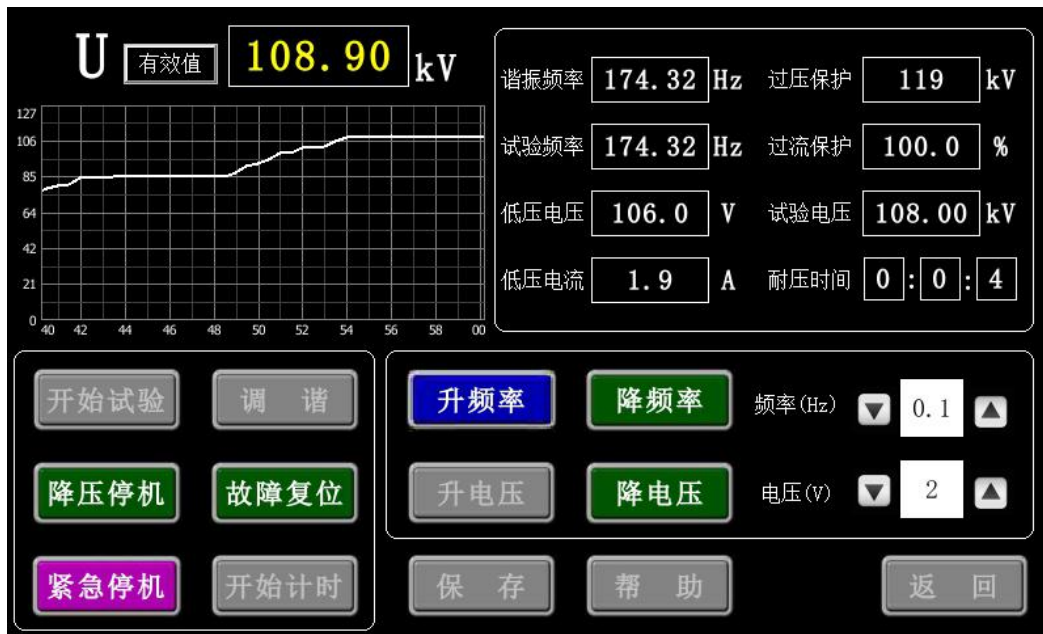 U 有效值 108.90 kV
127
106
85
64
42
21
0
40 42 44 46 48 50 52 54 56 58 00
谐振频率 174.32 Hz 过压保护 119 kV
试验频率 174.32 Hz 过流保护 100.0 %
低压电压 106.0 V 试验电压 108.00 kV
低压电流 1.9 A 耐压时间 0 : 0 : 4
开始试验 调 谐
降压停机 故障复位
紧急停机 开始计时
升频率 降频率 频率(Hz) 0.1
升电压 降电压 电压(V) 2
保 存 帮 助 返 回